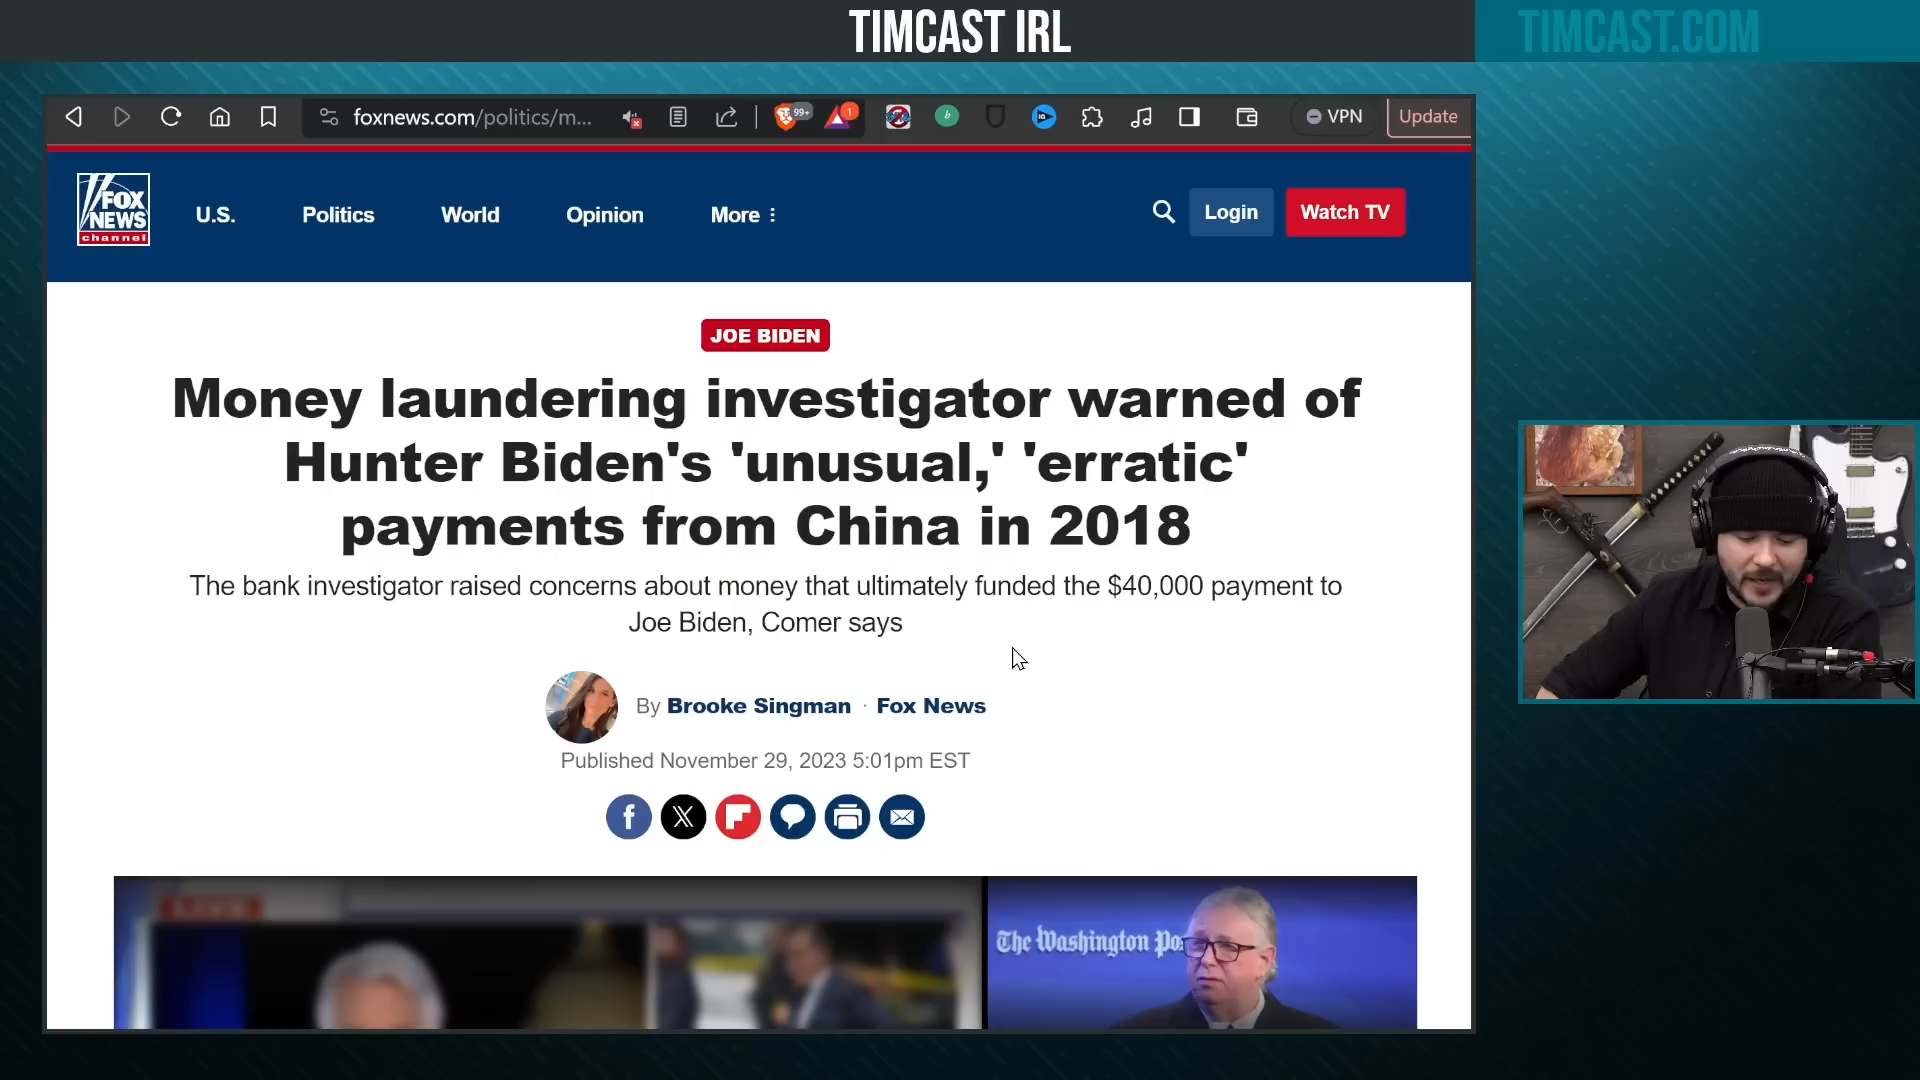 TIMCAST IRL
TIMCAST.COM
foxnews.com/politics/m...
99+
1
VPN
Update
FOX
NEWS
channel
U.S.
Politics
World
Opinion
More
Login
Watch TV
JOE BIDEN
Money laundering investigator warned of
Hunter Biden's 'unusual,' 'erratic'
payments from China in 2018
The bank investigator raised concerns about money that ultimately funded the $40,000 payment to
Joe Biden, Comer says
By Brooke Singman · Fox News
Published November 29, 2023 5:01pm EST
The Washington Po